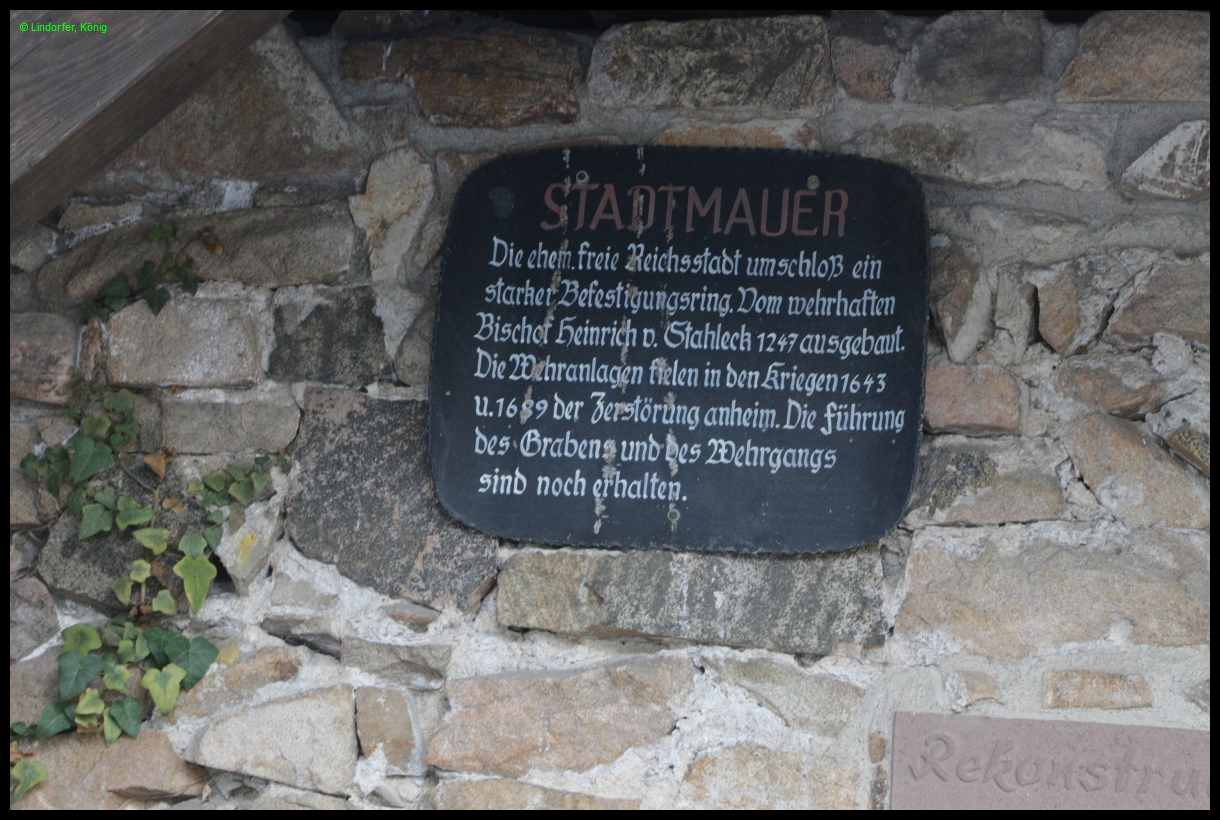 © Lindorfer, König
STADTMAUER
Die ehem. freie Reichsstadt umschloß ein
starker Befestigungsring. Vom wehrhaften
Bischof Heinrich v. Stahleck 1247 ausgebaut.
Die Wehranlagen fielen in den Kriegen 1643
u. 1689 der Zerstörung anheim. Die Führung
des Grabens und des Wehrgangs
sind noch erhalten.
Rekonstru